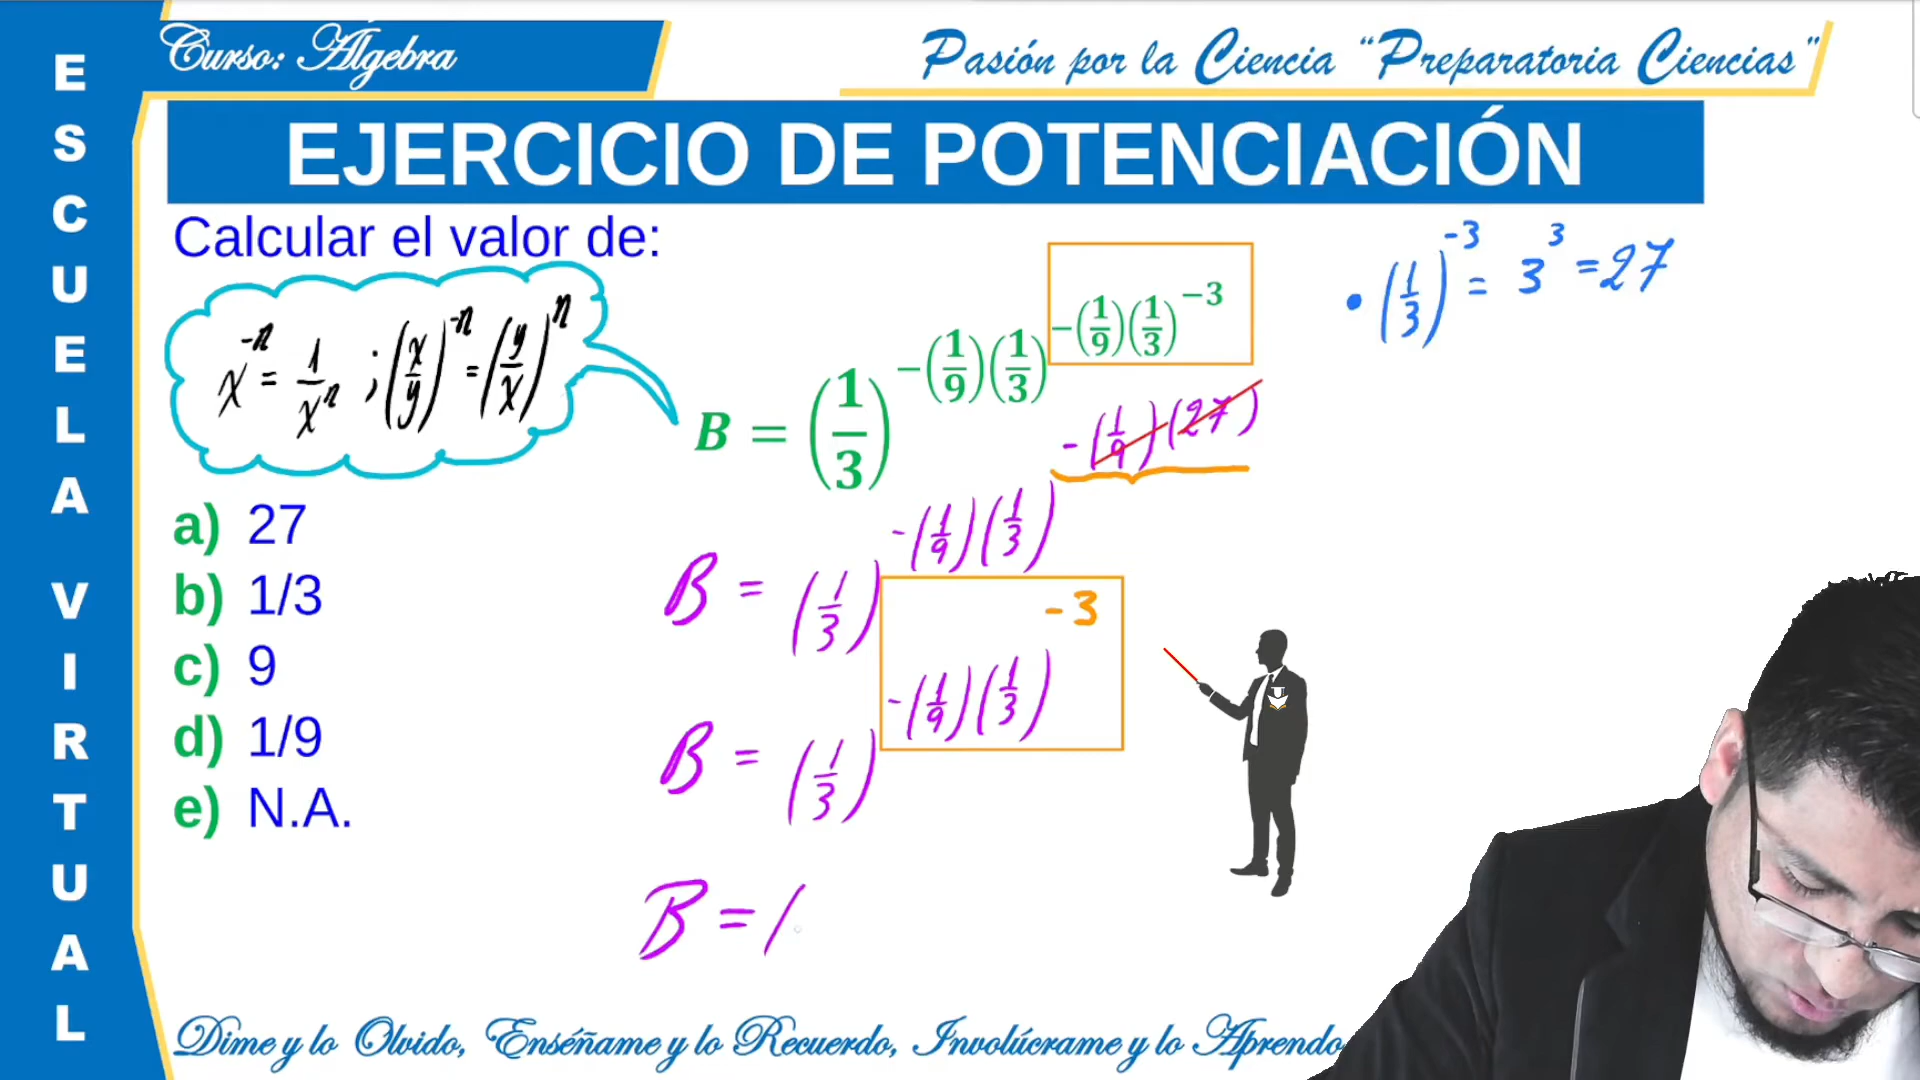 ESCUELA VIRTUAL
Curso: Álgebra
Pasión por la Ciencia “Preparatoria Ciencias”
EJERCICIO DE POTENCIACIÓN
Calcular el valor de:
x^-n = 1/x^n ; (x/y)^-n = (y/x)^n
B = (1/3)^(-(1/9)(1/3)^(-(1/9)(1/3)^-3))
• (1/3)^-3 = 3^3 = 27
-(1/9)(27)
B = (1/3)^(-(1/9)(1/3)
-3
B = (1/3)^(-(1/9)(1/3)
B = (
a) 27
b) 1/3
c) 9
d) 1/9
e) N.A.
Dime y lo Olvido, Enséñame y lo Recuerdo, Involúcrame y lo Aprendo